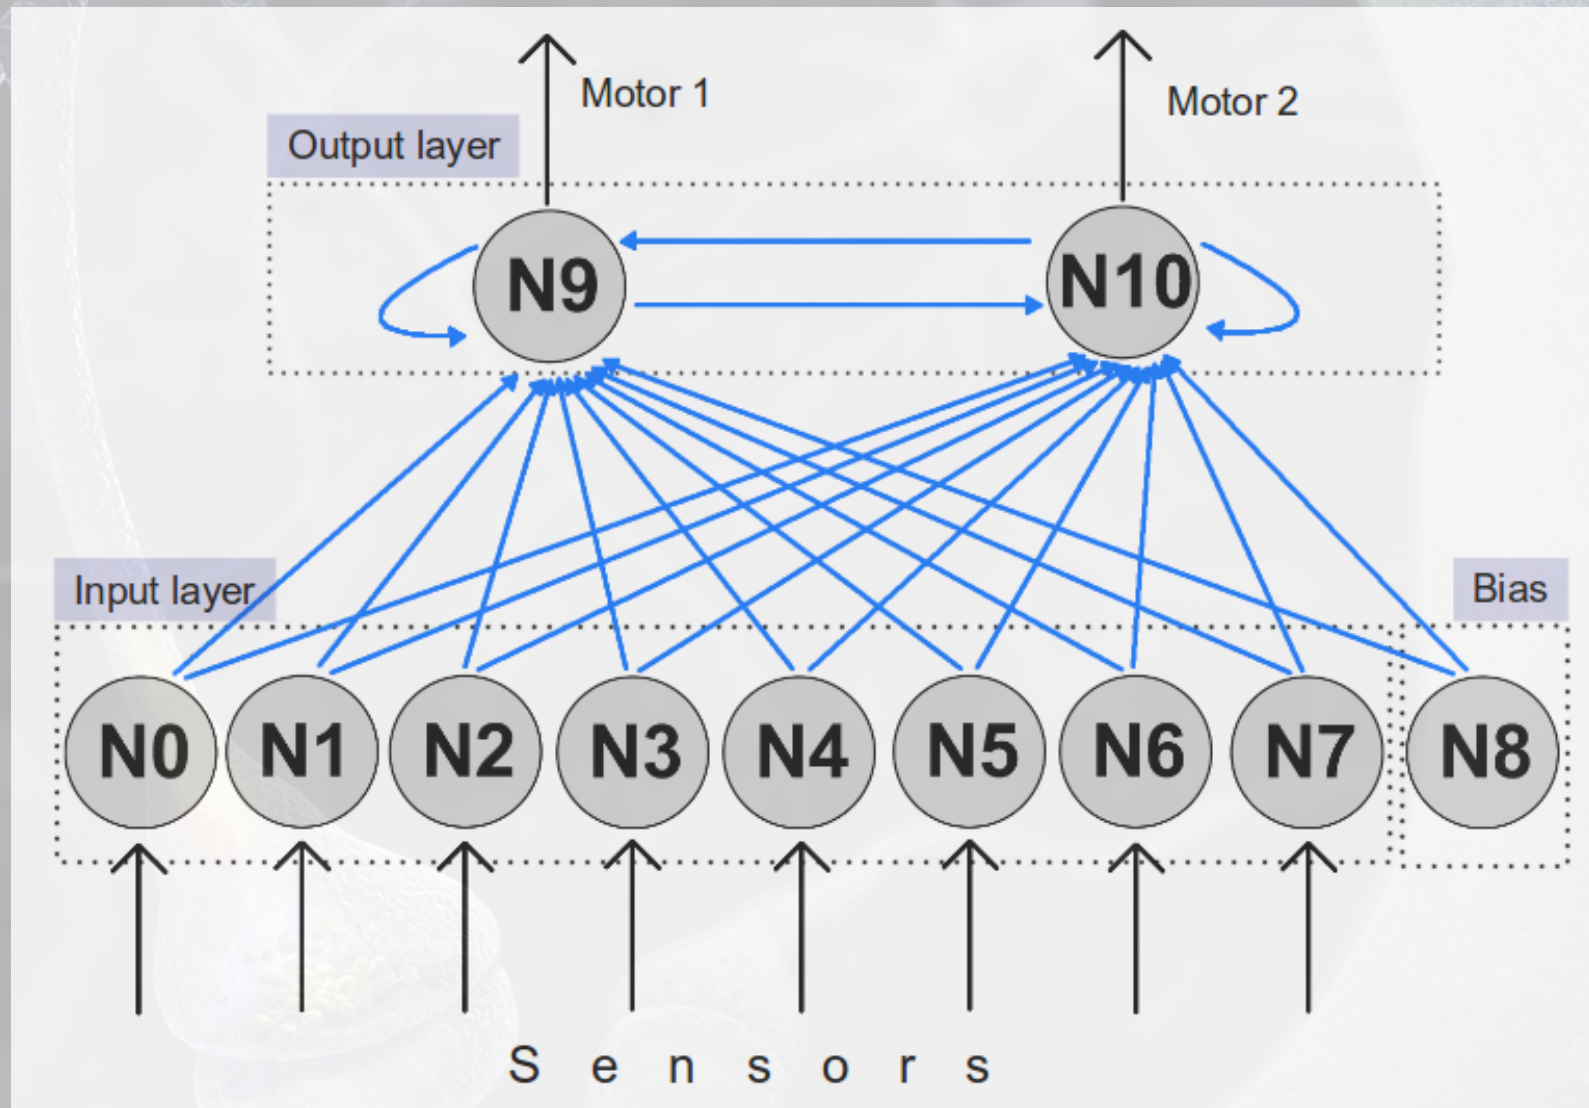 Motor 1
Motor 2
Output layer
N9
N10
Input layer
Bias
N0 N1 N2 N3 N4 N5 N6 N7 N8
S e n s o r s